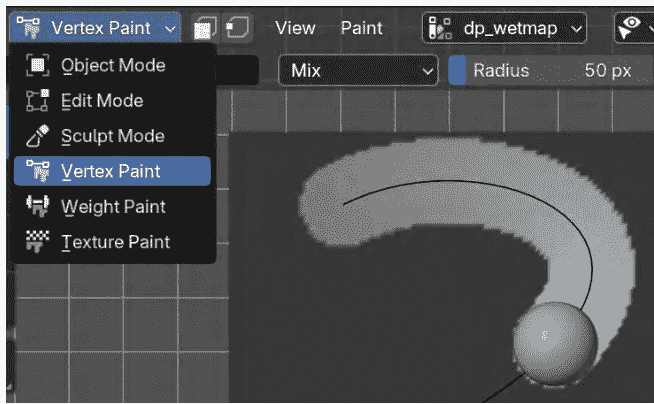 Vertex Paint View Paint dp_wetmap
Mix Radius 50 px
Object Mode
Edit Mode
Sculpt Mode
Vertex Paint
Weight Paint
Texture Paint